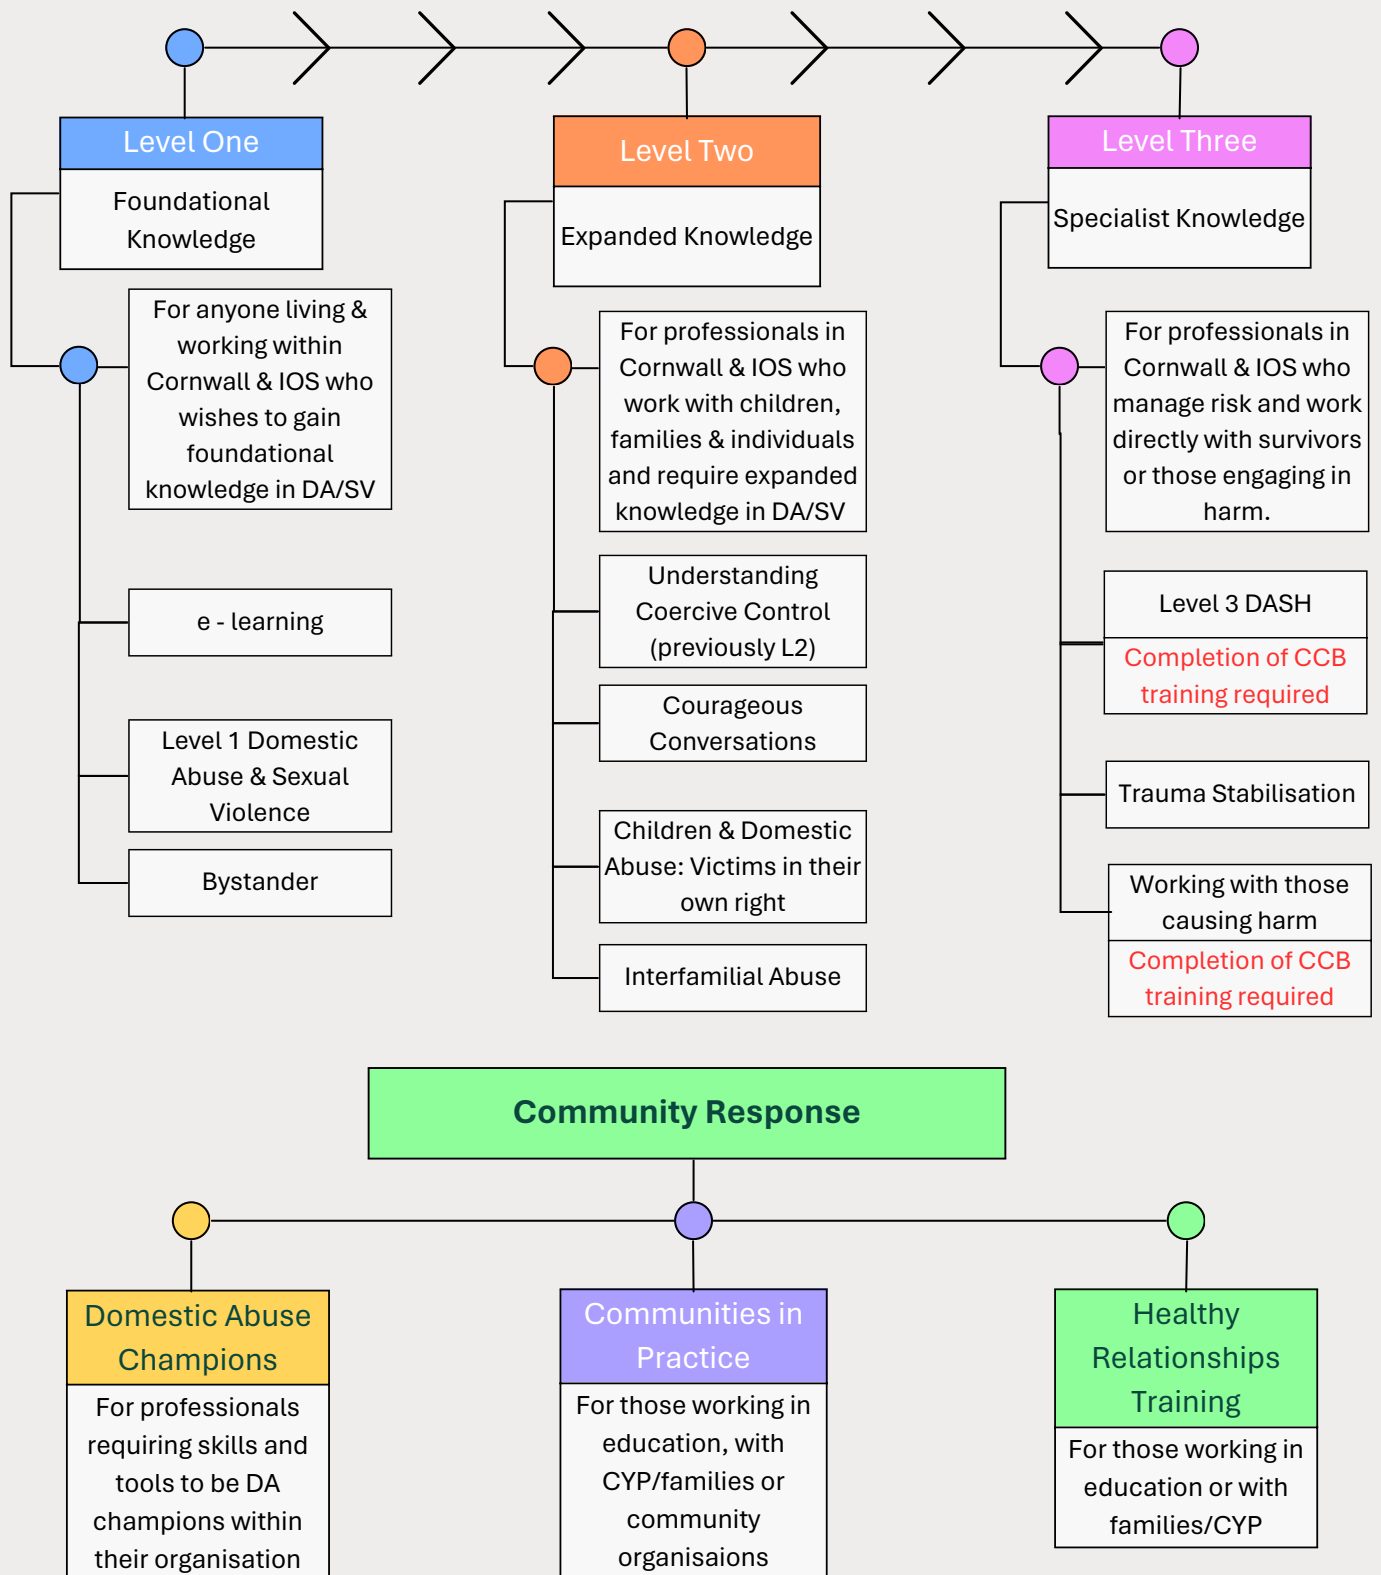 Level One
Foundational
Knowledge
For anyone living &
working within
Cornwall & IOS who
wishes to gain
foundational
knowledge in DA/SV
e - learning
Level 1 Domestic
Abuse & Sexual
Violence
Bystander
Level Two
Expanded Knowledge
For professionals in
Cornwall & IOS who
work with children,
families & individuals
and require expanded
knowledge in DA/SV
Understanding
Coercive Control
(previously L2)
Courageous
Conversations
Children & Domestic
Abuse: Victims in their
own right
Interfamilial Abuse
Level Three
Specialist Knowledge
For professionals in
Cornwall & IOS who
manage risk and work
directly with survivors
or those engaging in
harm.
Level 3 DASH
Completion of CCB
training required
Trauma Stabilisation
Working with those
causing harm
Completion of CCB
training required
Community Response
Domestic Abuse
Champions
For professionals
requiring skills and
tools to be DA
champions within
their organisation
Communities in
Practice
For those working in
education, with
CYP/families or
community
organisaions
Healthy
Relationships
Training
For those working in
education or with
families/CYP